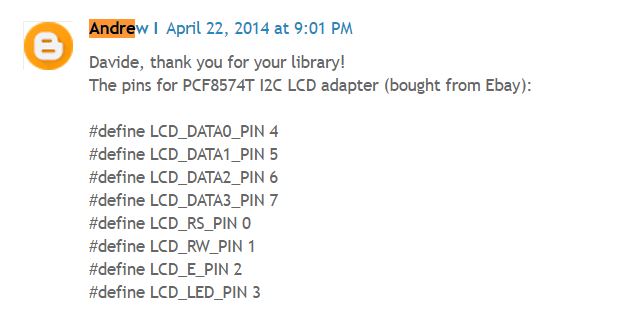 Andrew I April 22, 2014 at 9:01 PM
Davide, thank you for your library!
The pins for PCF8574T I2C LCD adapter (bought from Ebay):
#define LCD_DATA0_PIN 4
#define LCD_DATA1_PIN 5
#define LCD_DATA2_PIN 6
#define LCD_DATA3_PIN 7
#define LCD_RS_PIN 0
#define LCD_RW_PIN 1
#define LCD_E_PIN 2
#define LCD_LED_PIN 3